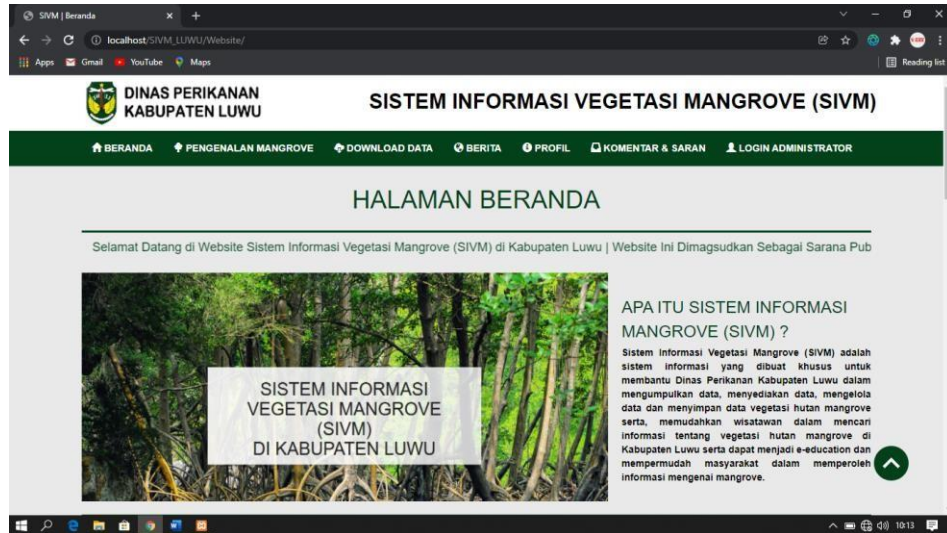 SIVM | Beranda
localhost/SIVM_LUWU/Website/
Apps Gmail YouTube Maps Reading list
DINAS PERIKANAN
KABUPATEN LUWU
SISTEM INFORMASI VEGETASI MANGROVE (SIVM)
BERANDA PENGENALAN MANGROVE DOWNLOAD DATA BERITA PROFIL KOMENTAR & SARAN LOGIN ADMINISTRATOR
HALAMAN BERANDA
Selamat Datang di Website Sistem Informasi Vegetasi Mangrove (SIVM) di Kabupaten Luwu | Website Ini Dimagsudkan Sebagai Sarana Pub
SISTEM INFORMASI
VEGETASI MANGROVE
(SIVM)
DI KABUPATEN LUWU
APA ITU SISTEM INFORMASI
MANGROVE (SIVM) ?
Sistem Informasi Vegetasi Mangrove (SIVM) adalah
sistem informasi yang dibuat khusus untuk
membantu Dinas Perikanan Kabupaten Luwu dalam
mengumpulkan data, menyediakan data, mengelola
data dan menyimpan data vegetasi hutan mangrove
serta, memudahkan wisatawan dalam mencari
informasi tentang vegetasi hutan mangrove di
Kabupaten Luwu serta dapat menjadi e-education dan
mempermudah masyarakat dalam memperoleh
informasi mengenai mangrove.
10:13